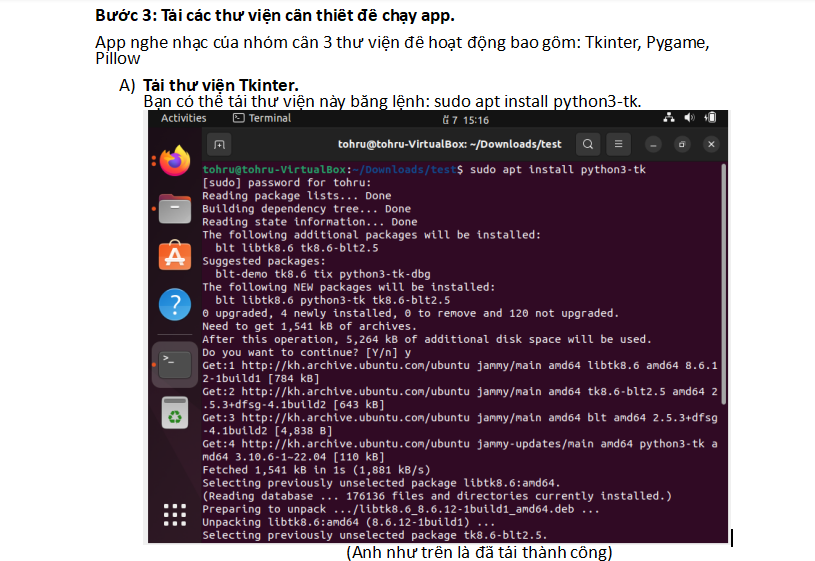 Bước 3: Tải các thư viện cần thiết để chạy app.
App nghe nhạc của nhóm cần 3 thư viện để hoạt động bao gồm: Tkinter, Pygame,
Pillow
A) Tải thư viện Tkinter.
Bạn có thể tải thư viện này bằng lệnh: sudo apt install python3-tk.
Activities
Terminal
ថ្ងៃ 7 15:16
tohru@tohru-VirtualBox: ~/Downloads/test
tohru@tohru-VirtualBox:~/Downloads/test$ sudo apt install python3-tk
[sudo] password for tohru:
Reading package lists... Done
Building dependency tree... Done
Reading state information... Done
The following additional packages will be installed:
blt libtk8.6 tk8.6-blt2.5
Suggested packages:
blt-demo tk8.6 tix python3-tk-dbg
The following NEW packages will be installed:
blt libtk8.6 python3-tk tk8.6-blt2.5
0 upgraded, 4 newly installed, 0 to remove and 120 not upgraded.
Need to get 1,541 kB of archives.
After this operation, 5,264 kB of additional disk space will be used.
Do you want to continue? [Y/n] y
Get:1 http://kh.archive.ubuntu.com/ubuntu jammy/main amd64 libtk8.6 amd64 8.6.1
2-1build1 [784 kB]
Get:2 http://kh.archive.ubuntu.com/ubuntu jammy/main amd64 tk8.6-blt2.5 amd64 2
.5.3+dfsg-4.1build2 [643 kB]
Get:3 http://kh.archive.ubuntu.com/ubuntu jammy/main amd64 blt amd64 2.5.3+dfsg
-4.1build2 [4,838 B]
Get:4 http://kh.archive.ubuntu.com/ubuntu jammy-updates/main amd64 python3-tk a
md64 3.10.6-1~22.04 [110 kB]
Fetched 1,541 kB in 1s (1,881 kB/s)
Selecting previously unselected package libtk8.6:amd64.
(Reading database ... 176136 files and directories currently installed.)
Preparing to unpack .../libtk8.6_8.6.12-1build1_amd64.deb ...
Unpacking libtk8.6:amd64 (8.6.12-1build1) ...
Selecting previously unselected package tk8.6-blt2.5.
(Ảnh như trên là đã tải thành công)